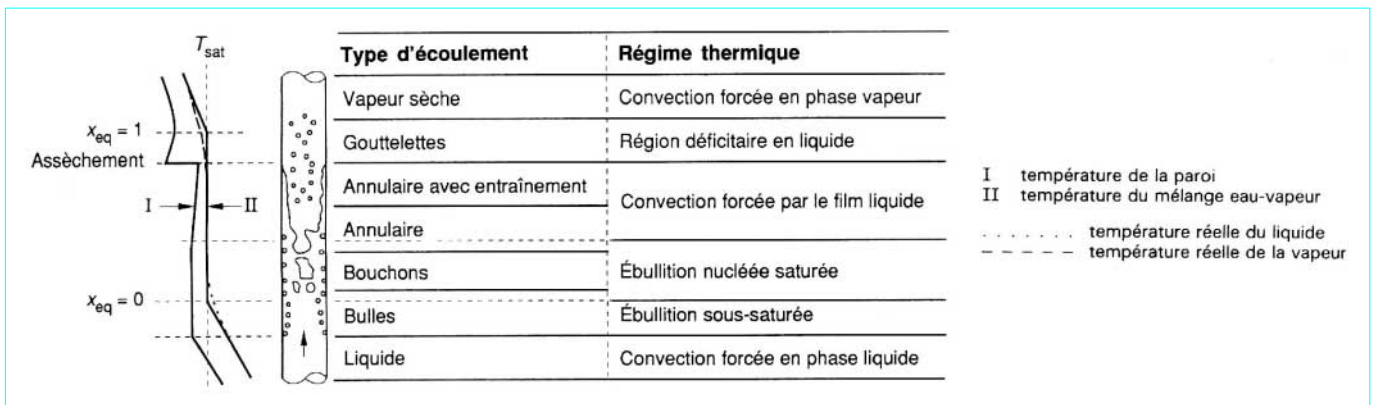 T_sat
Type d'écoulement Régime thermique
Vapeur sèche Convection forcée en phase vapeur
x_eq = 1
Gouttelettes Région déficitaire en liquide
Assèchement
Annulaire avec entraînement
Convection forcée par le film liquide
I II
Annulaire
Bouchons Ébullition nucléée saturée
x_eq = 0
Bulles Ébullition sous-saturée
Liquide Convection forcée en phase liquide
I température de la paroi
II température du mélange eau-vapeur
température réelle du liquide
température réelle de la vapeur